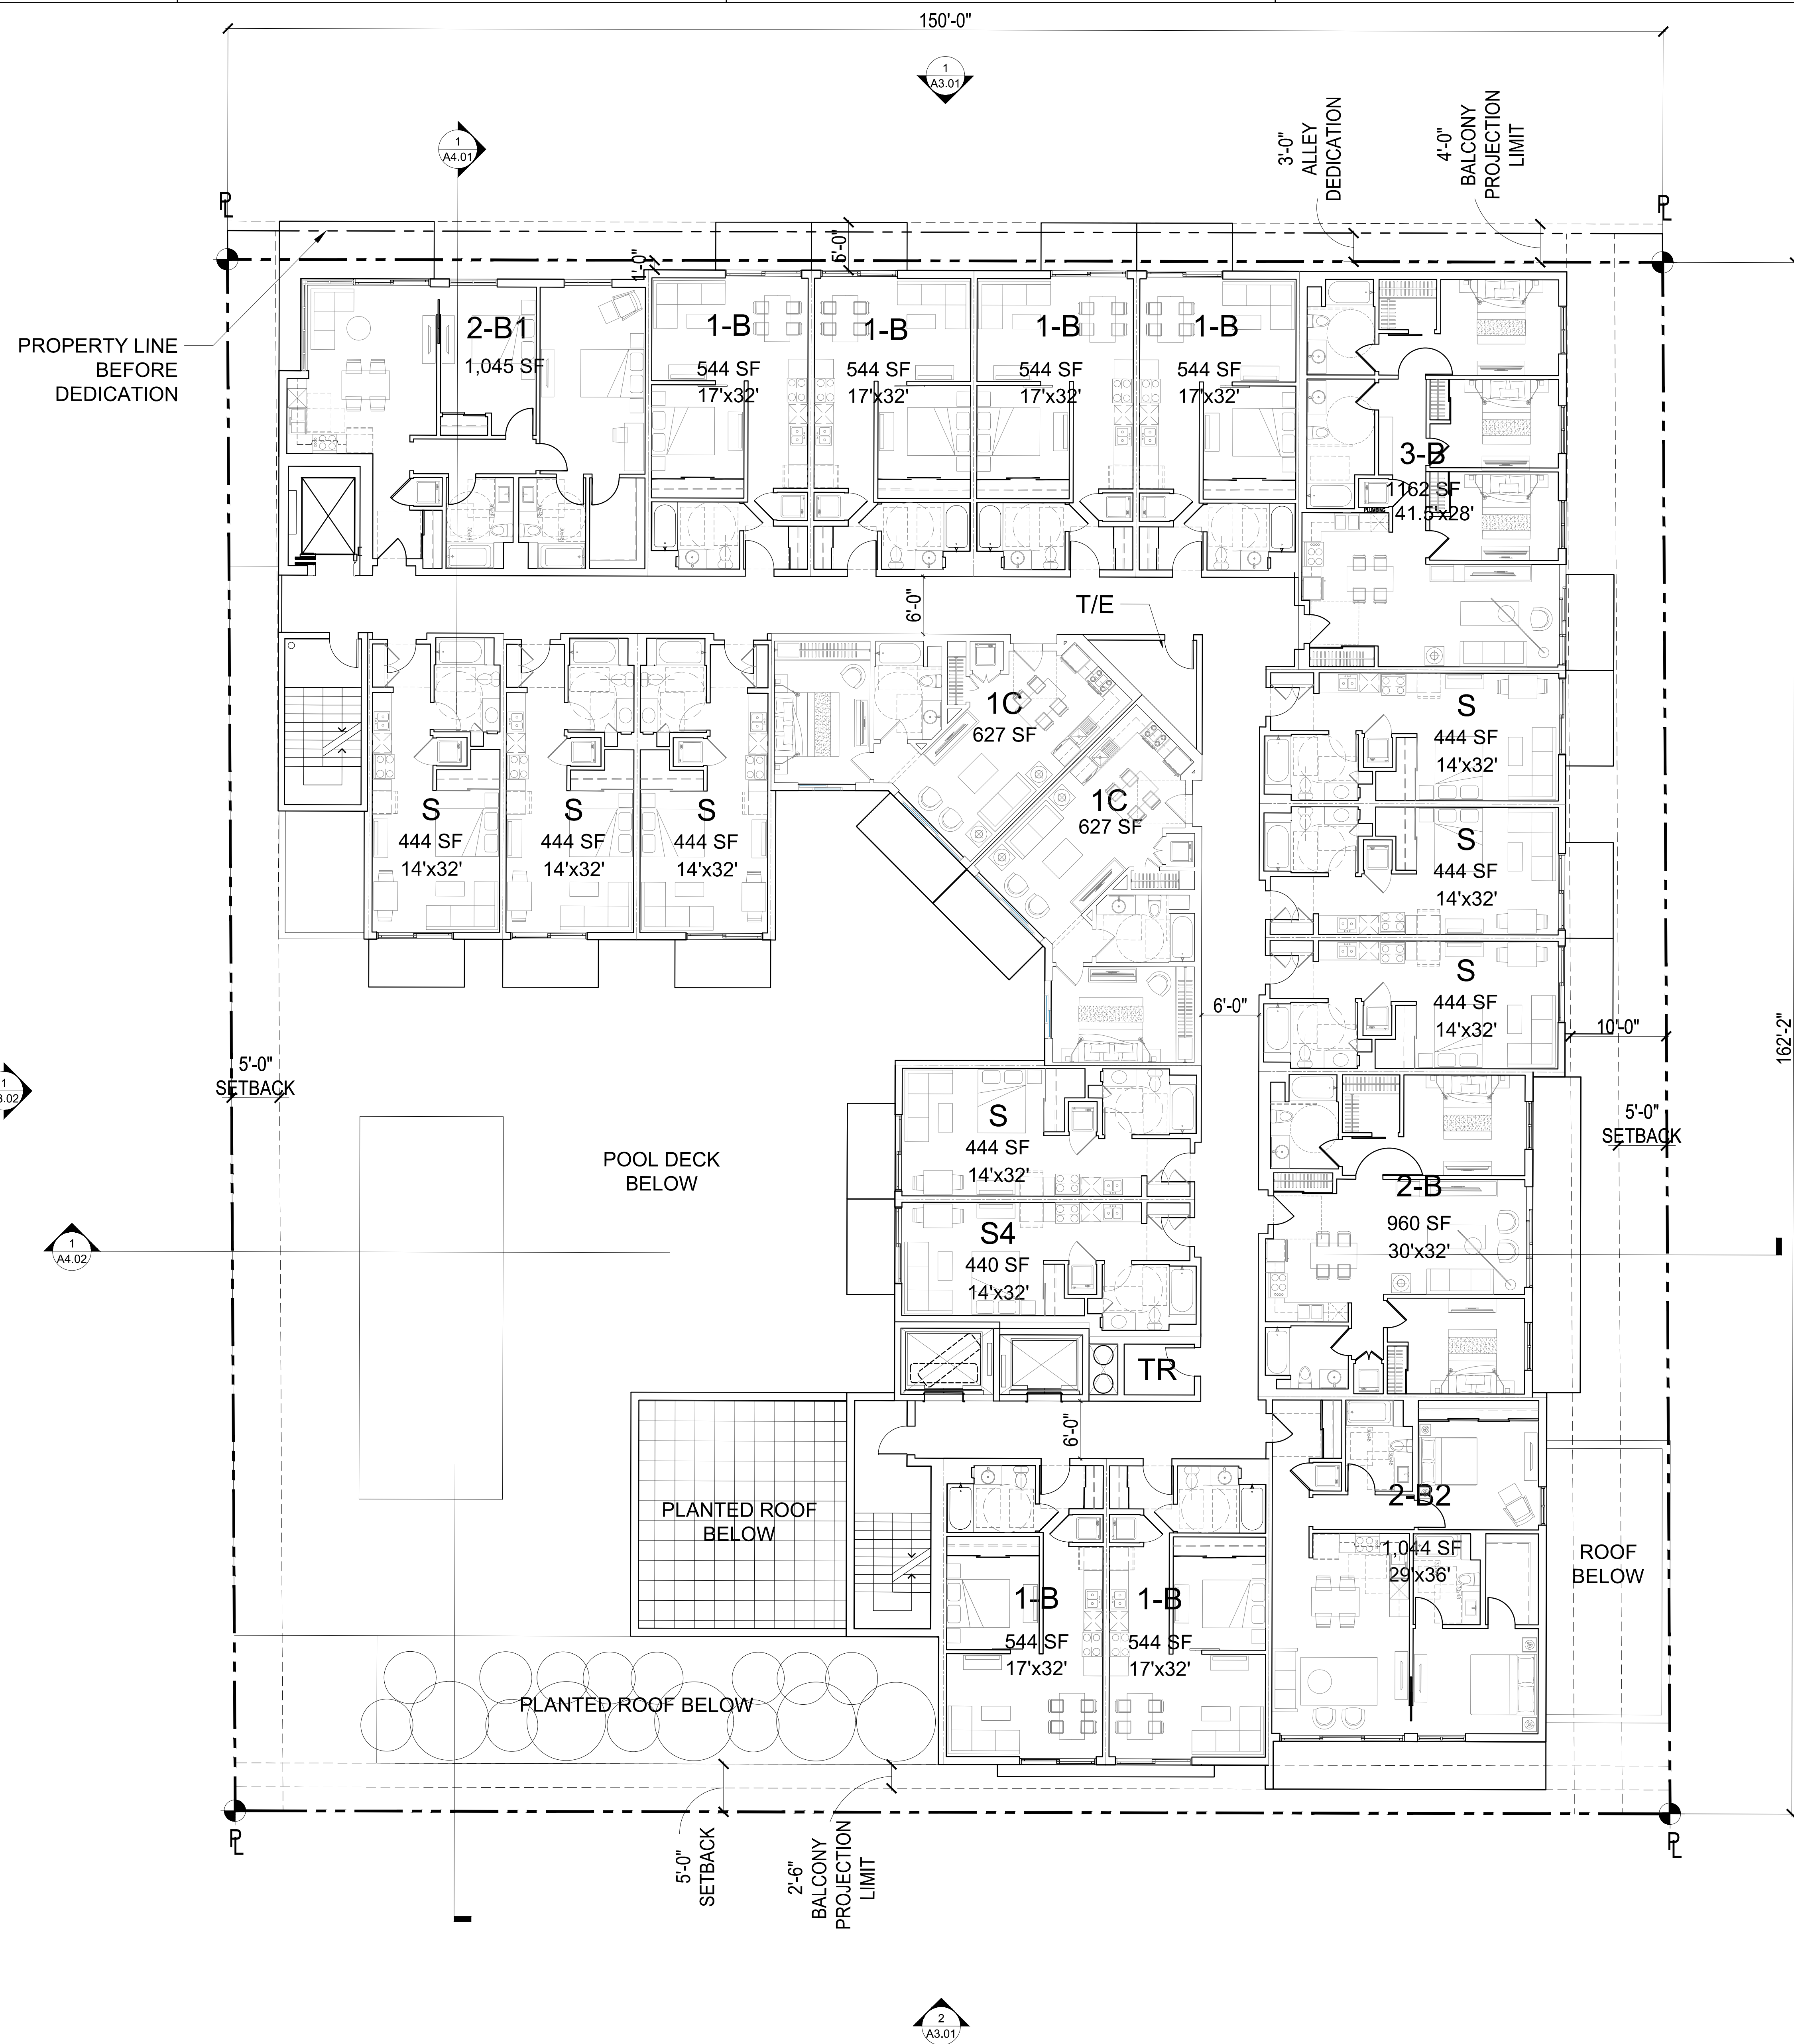 150'-0"
1
A3.01
1
A4.01
3'-0"
ALLEY
DEDICATION
4'-0"
BALCONY
PROJECTION
LIMIT
PL
PL
PROPERTY LINE
BEFORE
DEDICATION
1'-0"
5'-0"
2-B1
1,045 SF
1-B
544 SF
17'x32'
1-B
544 SF
17'x32'
1-B
544 SF
17'x32'
1-B
544 SF
17'x32'
3-B
1162 SF
PLUMBING
41.5'x28'
6'-0"
T/E
S
444 SF
14'x32'
S
444 SF
14'x32'
S
444 SF
14'x32'
1C
627 SF
1C
627 SF
S
444 SF
14'x32'
S
444 SF
14'x32'
S
444 SF
14'x32'
6'-0"
10'-0"
162'-2"
1
3.02
5'-0"
SETBACK
5'-0"
SETBACK
POOL DECK
BELOW
S
444 SF
14'x32'
S4
440 SF
14'x32'
2-B
960 SF
30'x32'
1
A4.02
TR
6'-0"
PLANTED ROOF
BELOW
2-B2
1,044 SF
29'x36'
ROOF
BELOW
1-B
544 SF
17'x32'
1-B
544 SF
17'x32'
PLANTED ROOF BELOW
PL
PL
5'-0"
SETBACK
2'-6"
BALCONY
PROJECTION
LIMIT
2
A3.01